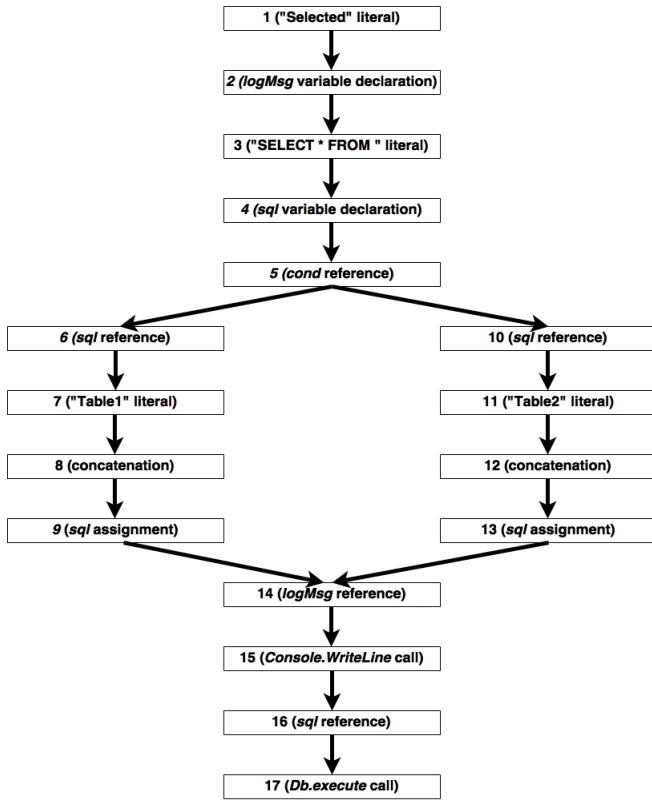 1 ("Selected" literal)
2 (logMsg variable declaration)
3 ("SELECT * FROM " literal)
4 (sql variable declaration)
5 (cond reference)
6 (sql reference)
10 (sql reference)
7 ("Table1" literal)
11 ("Table2" literal)
8 (concatenation)
12 (concatenation)
9 (sql assignment)
13 (sql assignment)
14 (logMsg reference)
15 (Console.WriteLine call)
16 (sql reference)
17 (Db.execute call)